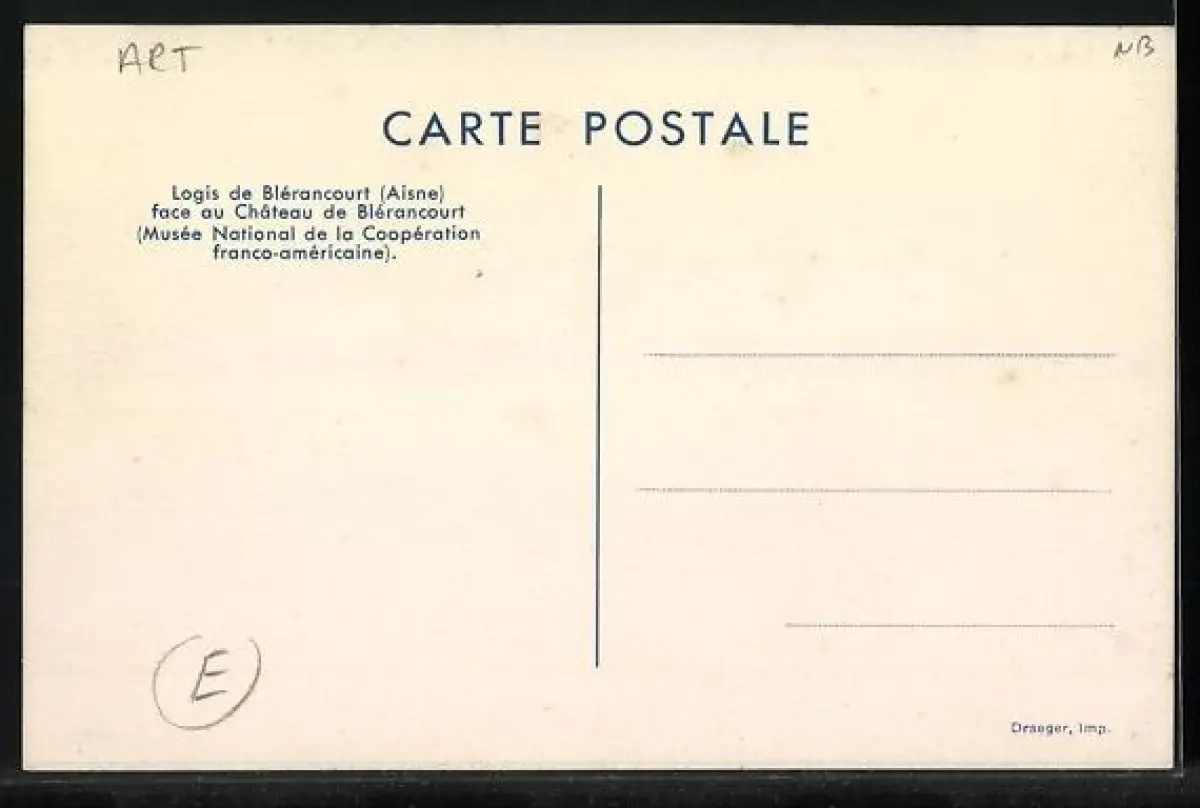 ART
NB
CARTE POSTALE
Logis de Blérancourt (Aisne)
face au Château de Blérancourt
(Musée National de la Coopération
franco-américaine).
E
Draeger, Imp.